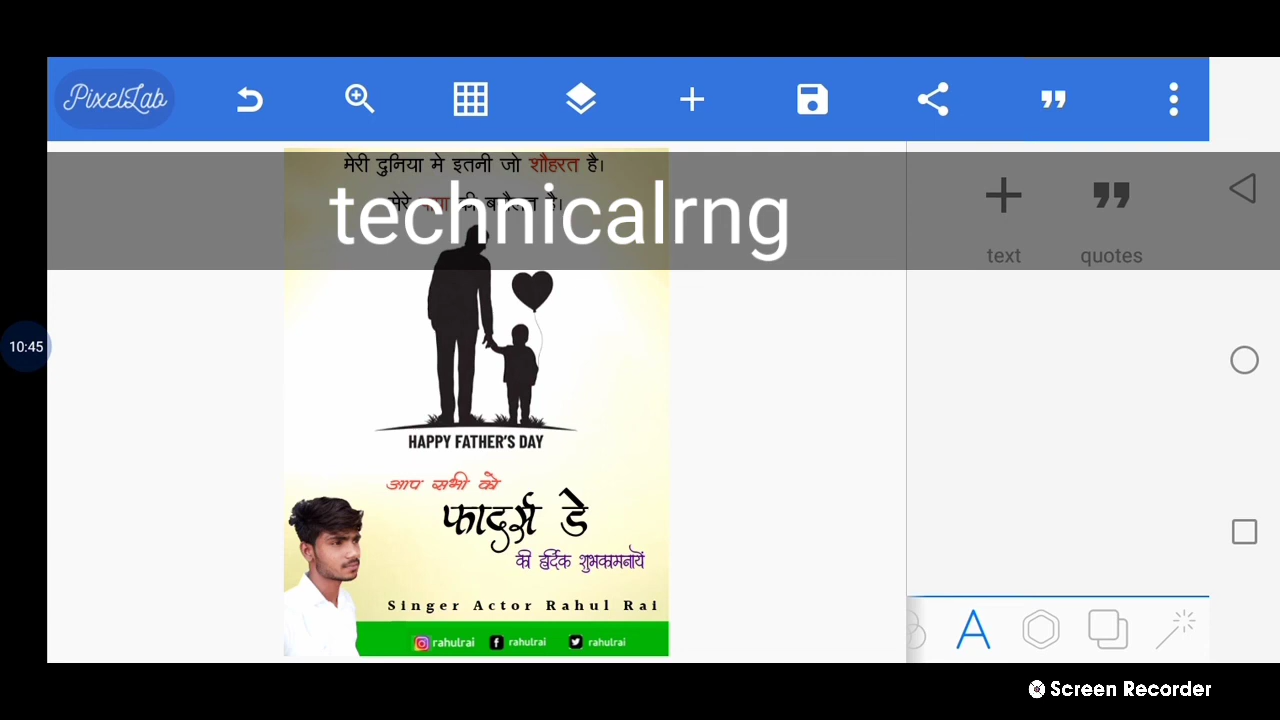 PixelLab
मेरी दुनिया मे इतनी जो शौहरत है।
technicalrng
text
quotes
10:45
HAPPY FATHER'S DAY
आप सभी को
फादर्स डे
की हर्दिक शुभकामनायें
Singer Actor Rahul Rai
rahulrai rahulrai rahulrai
Screen Recorder